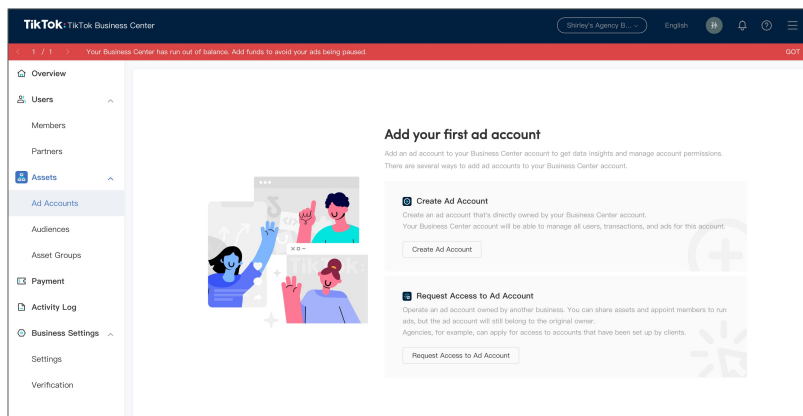 TikTok: TikTok Business Center
Shirley's Agency B...
English
孙
< 1 / 1 > Your Business Center has run out of balance. Add funds to avoid your ads being paused.
GOT
Overview
Users
Members
Partners
Assets
Ad Accounts
Audiences
Asset Groups
Payment
Activity Log
Business Settings
Settings
Verification
Add your first ad account
Add an ad account to your Business Center account to get data insights and manage account permissions.
There are several ways to add ad accounts to your Business Center account.
Create Ad Account
Create an ad account that's directly owned by your Business Center account.
Your Business Center account will be able to manage all users, transactions, and ads for this account.
Create Ad Account
Request Access to Ad Account
Operate an ad account owned by another business. You can share assets and appoint members to run
ads, but the ad account will still belong to the original owner.
Agencies, for example, can apply for access to accounts that have been set up by clients.
Request Access to Ad Account